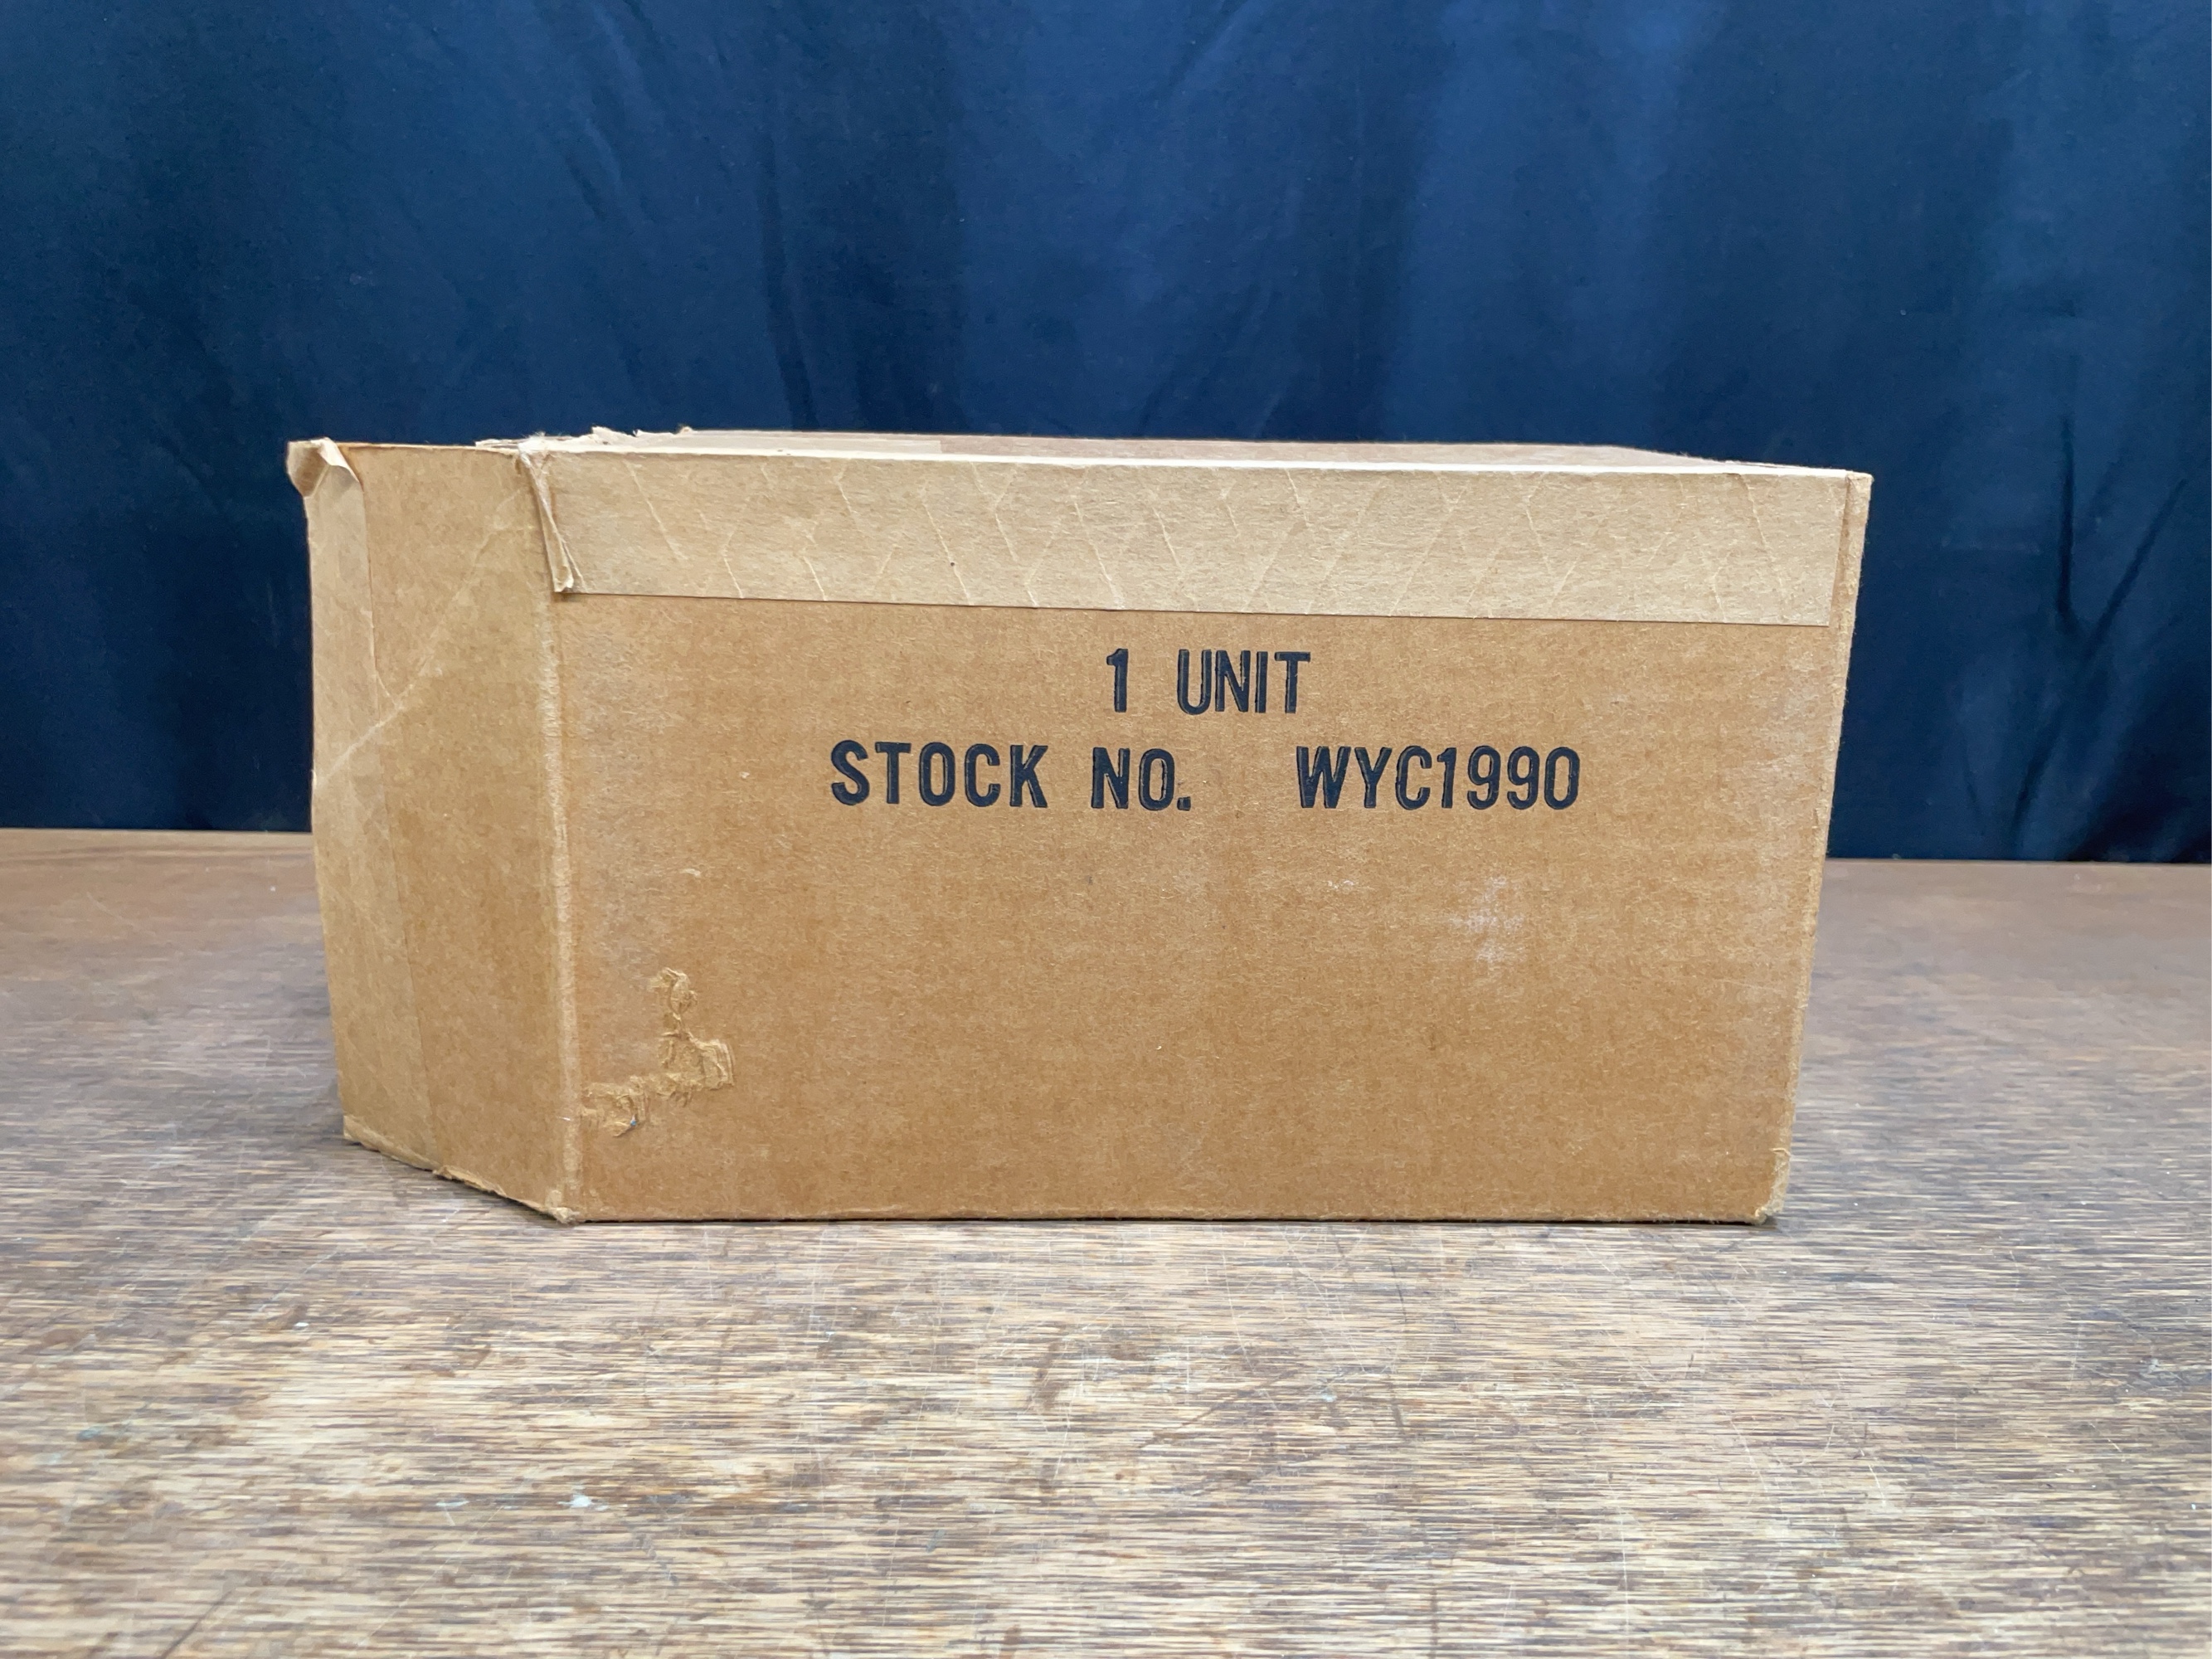 1 UNIT
STOCK NO. WYC1990